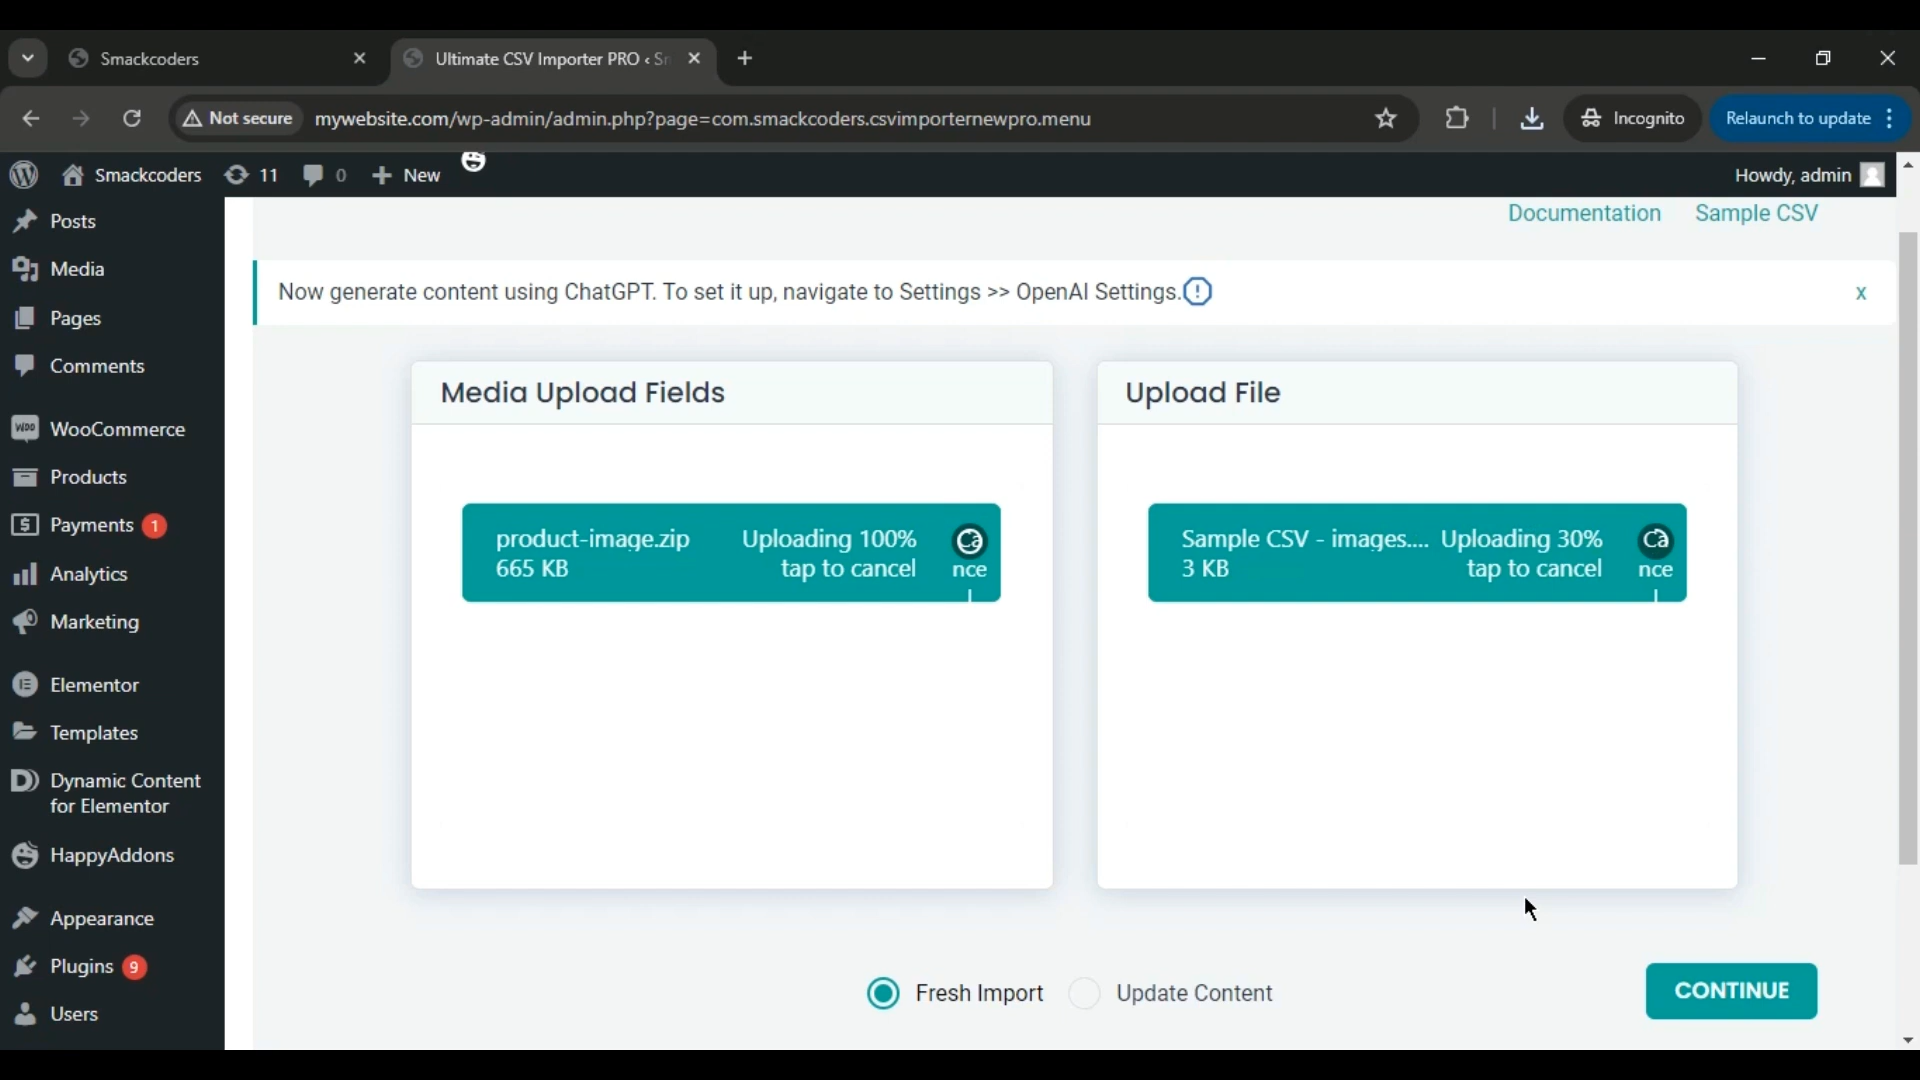 Smackcoders
Ultimate CSV Importer PRO ‹ Sr
Not secure
mywebsite.com/wp-admin/admin.php?page=com.smackcoders.csvimporternewpro.menu
Incognito
Relaunch to update
Smackcoders
11
0
New
Howdy, admin
Posts
Media
Pages
Comments
WooCommerce
Products
Payments 1
Analytics
Marketing
Elementor
Templates
Dynamic Content
for Elementor
HappyAddons
Appearance
Plugins 9
Users
Documentation
Sample CSV
Now generate content using ChatGPT. To set it up, navigate to Settings >> OpenAI Settings.
x
Media Upload Fields
product-image.zip
665 KB
Uploading 100%
tap to cancel
Ca
nce
l
Upload File
Sample CSV - images....
3 KB
Uploading 30%
tap to cancel
Ca
nce
l
Fresh Import
Update Content
CONTINUE